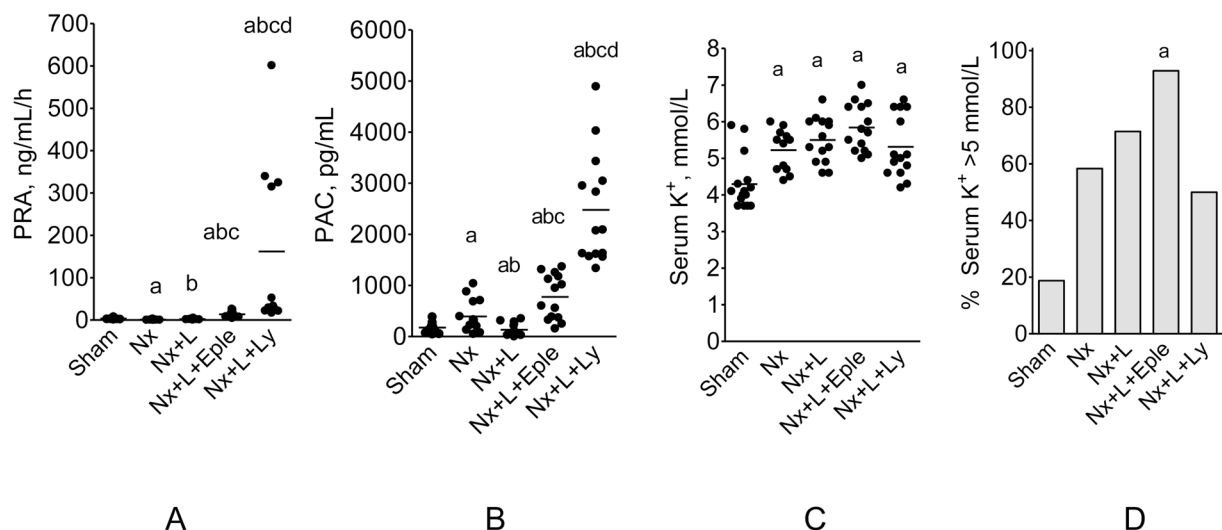 PRA, ng/mL/h
700
600
500
400
300
200
100
0
a
b
abc
abcd
Sham
Nx
Nx+L
Nx+L+Eple
Nx+L+Ly
A
PAC, pg/mL
6000
5000
4000
3000
2000
1000
0
a
ab
abc
abcd
Sham
Nx
Nx+L
Nx+L+Eple
Nx+L+Ly
B
Serum K⁺, mmol/L
8
7
6
5
4
3
2
1
0
a
a
a
a
Sham
Nx
Nx+L
Nx+L+Eple
Nx+L+Ly
C
% Serum K⁺ >5 mmol/L
100
80
60
40
20
0
a
Sham
Nx
Nx+L
Nx+L+Eple
Nx+L+Ly
D